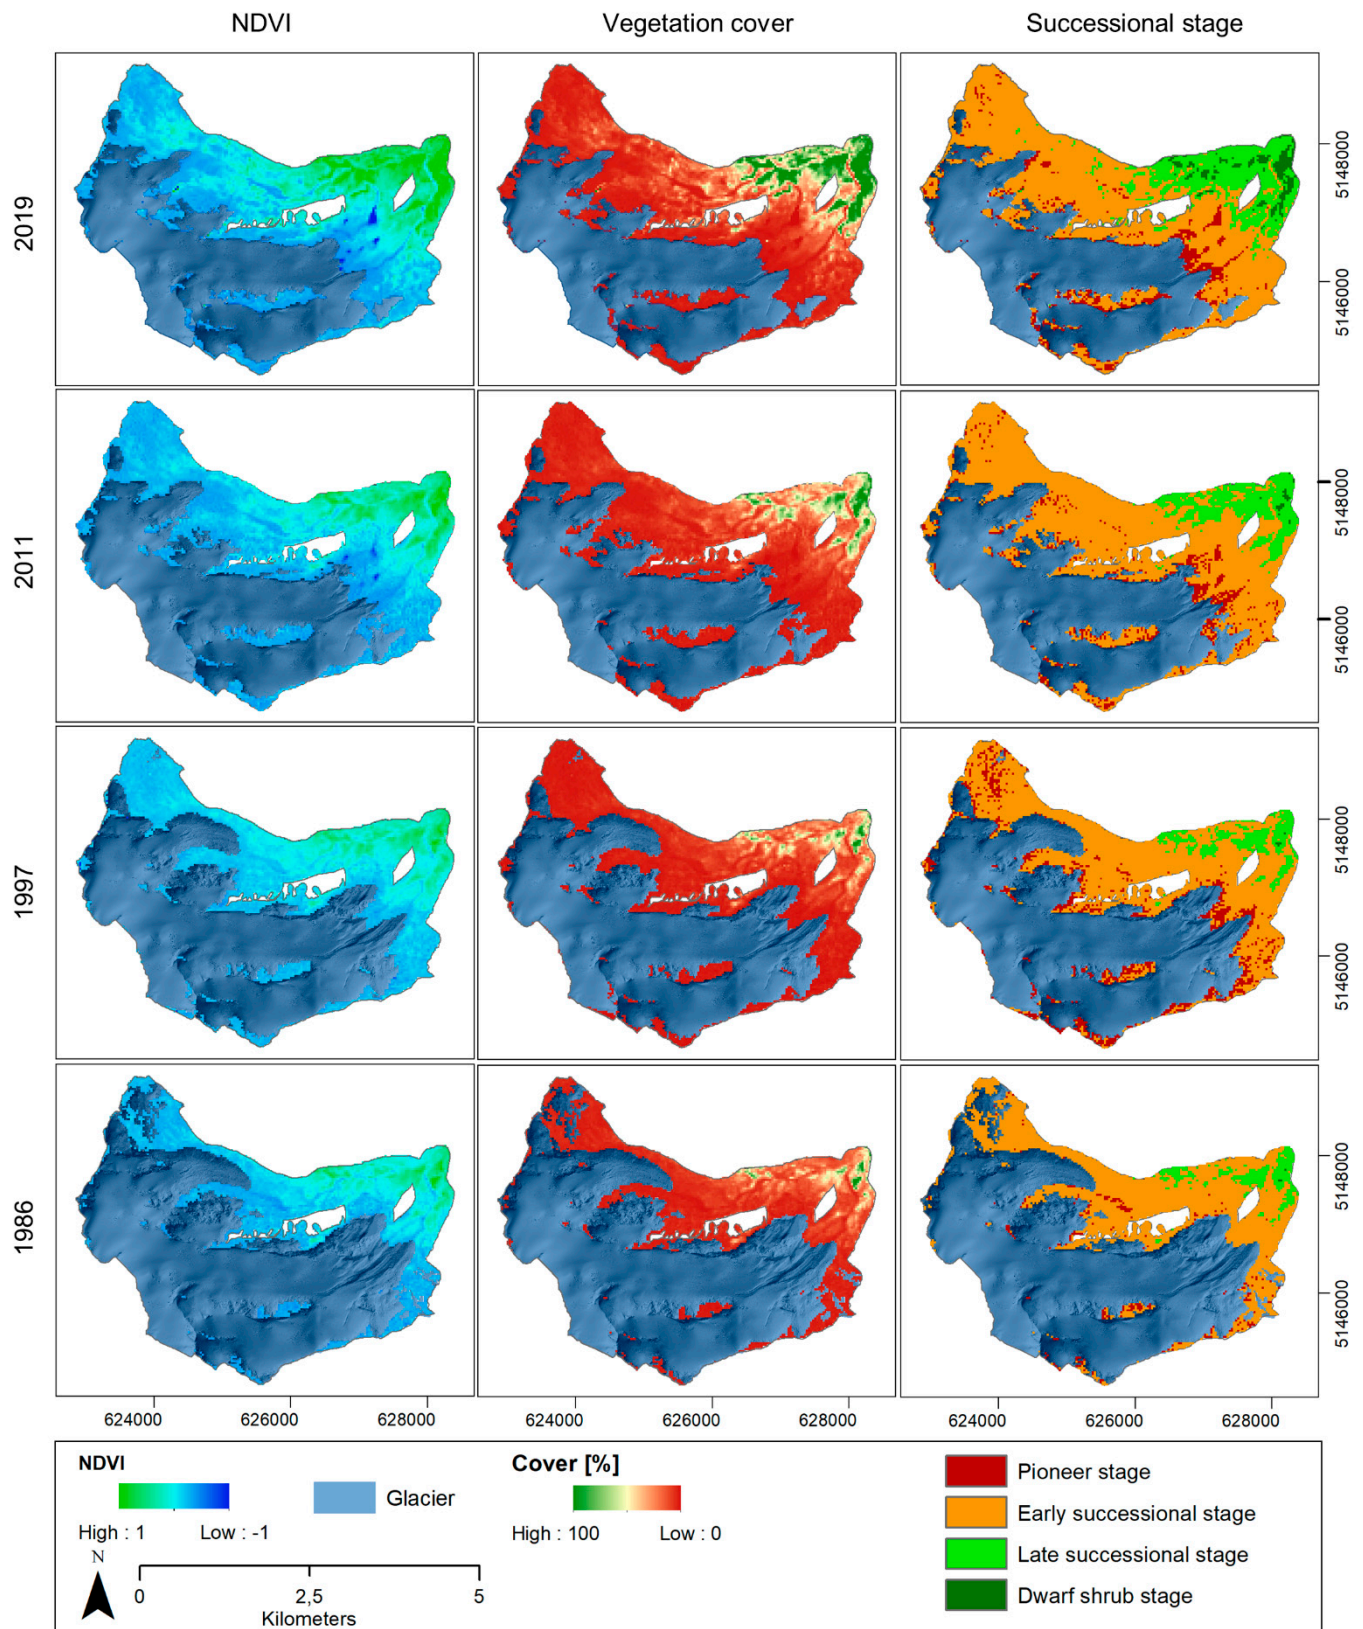 NDVI
Vegetation cover
Successional stage
2019
5148000
5146000
2011
5148000
5146000
1997
5148000
5146000
1986
5148000
5146000
624000
626000
628000
624000
626000
628000
624000
626000
628000
NDVI
High : 1
Low : -1
Glacier
Cover [%]
High : 100
Low : 0
Pioneer stage
Early successional stage
Late successional stage
Dwarf shrub stage
N
0
2,5
5
Kilometers